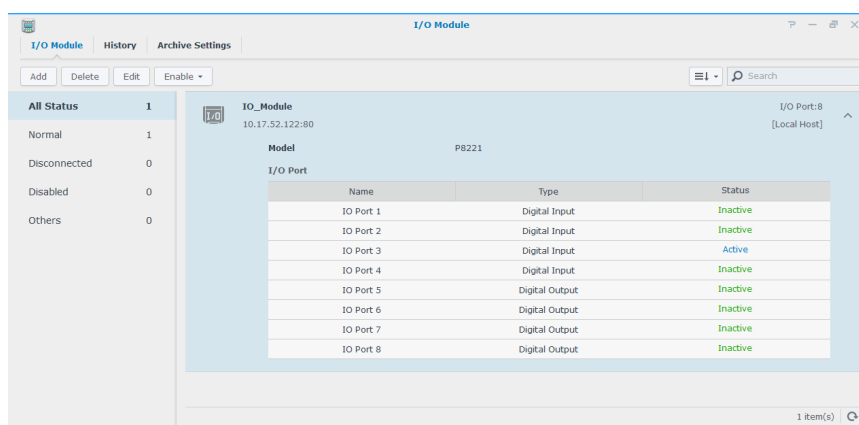 I/O Module
I/O Module History Archive Settings
Add Delete Edit Enable Search
All Status 1
Normal 1
Disconnected 0
Disabled 0
Others 0
I/O IO_Module I/O Port:8
10.17.52.122:80 [Local Host]
Model P8221
I/O Port
Name Type Status
IO Port 1 Digital Input Inactive
IO Port 2 Digital Input Inactive
IO Port 3 Digital Input Active
IO Port 4 Digital Input Inactive
IO Port 5 Digital Output Inactive
IO Port 6 Digital Output Inactive
IO Port 7 Digital Output Inactive
IO Port 8 Digital Output Inactive
1 item(s)